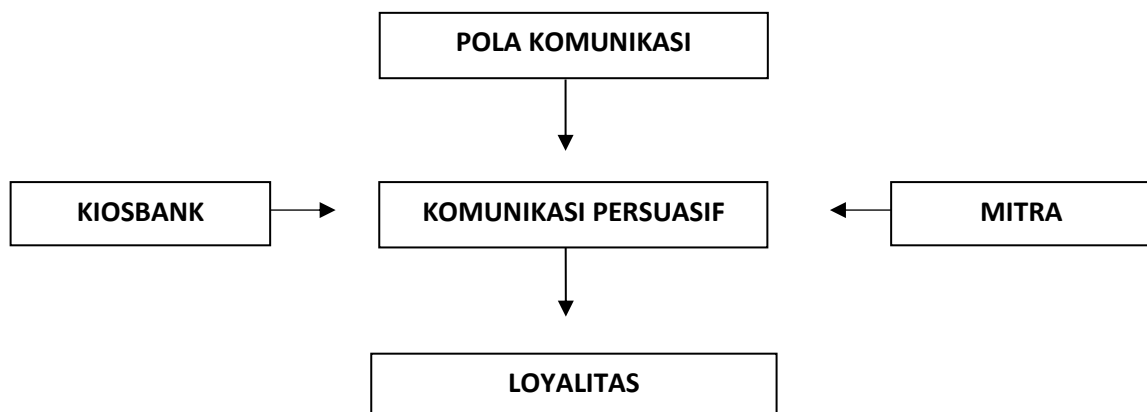 POLA KOMUNIKASI
KIOSBANK
KOMUNIKASI PERSUASIF
MITRA
LOYALITAS